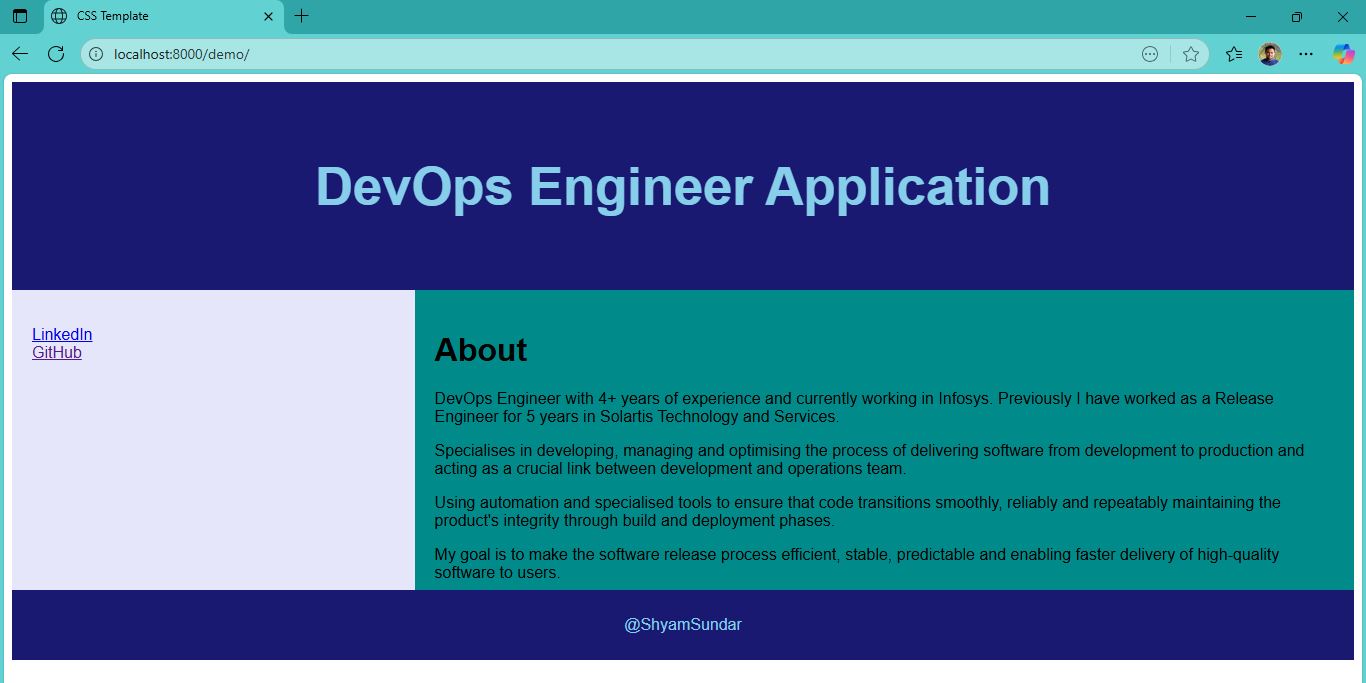 CSS Template
localhost:8000/demo/
DevOps Engineer Application
LinkedIn
GitHub
About
DevOps Engineer with 4+ years of experience and currently working in Infosys. Previously I have worked as a Release
Engineer for 5 years in Solartis Technology and Services.
Specialises in developing, managing and optimising the process of delivering software from development to production and
acting as a crucial link between development and operations team.
Using automation and specialised tools to ensure that code transitions smoothly, reliably and repeatably maintaining the
product's integrity through build and deployment phases.
My goal is to make the software release process efficient, stable, predictable and enabling faster delivery of high-quality
software to users.
@ShyamSundar